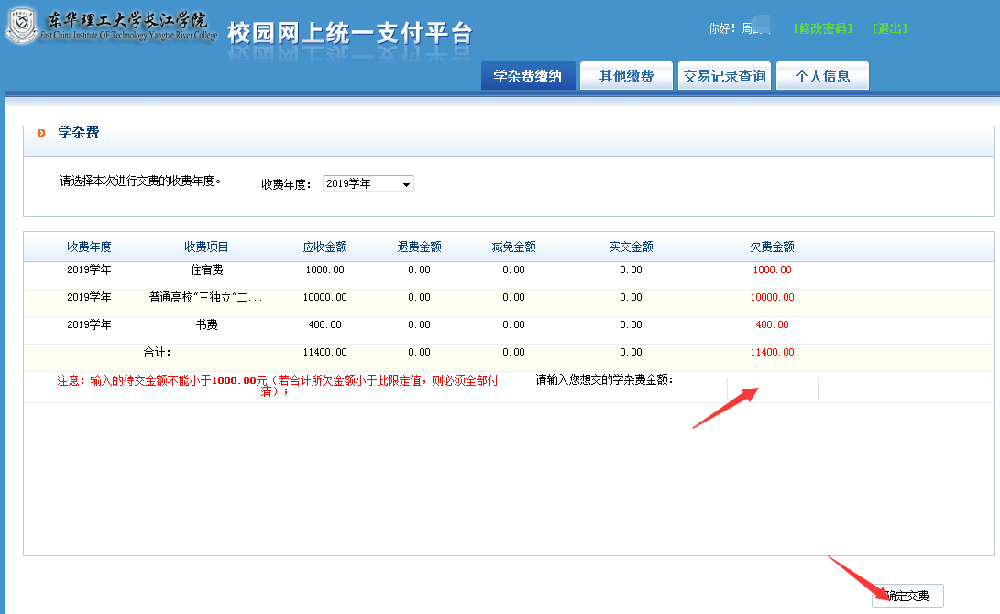 东华理工大学长江学院
East China Institute OF Technology,Yangtze River College
校园网上统一支付平台
你好！周
[修改密码] [退出]
学杂费缴纳 其他缴费 交易记录查询 个人信息
学杂费
请选择本次进行交费的收费年度。 收费年度： 2019学年
收费年度 收费项目 应收金额 退费金额 减免金额 实交金额 欠费金额
2019学年 住宿费 1000.00 0.00 0.00 0.00 1000.00
2019学年 普通高校“三独立”二... 10000.00 0.00 0.00 0.00 10000.00
2019学年 书费 400.00 0.00 0.00 0.00 400.00
合计： 11400.00 0.00 0.00 0.00 11400.00
注意：输入的待交金额不能小于1000.00元（若合计所欠金额小于此限定值，则必须全部付
清）；
请输入您想交的学杂费金额：
确定交费